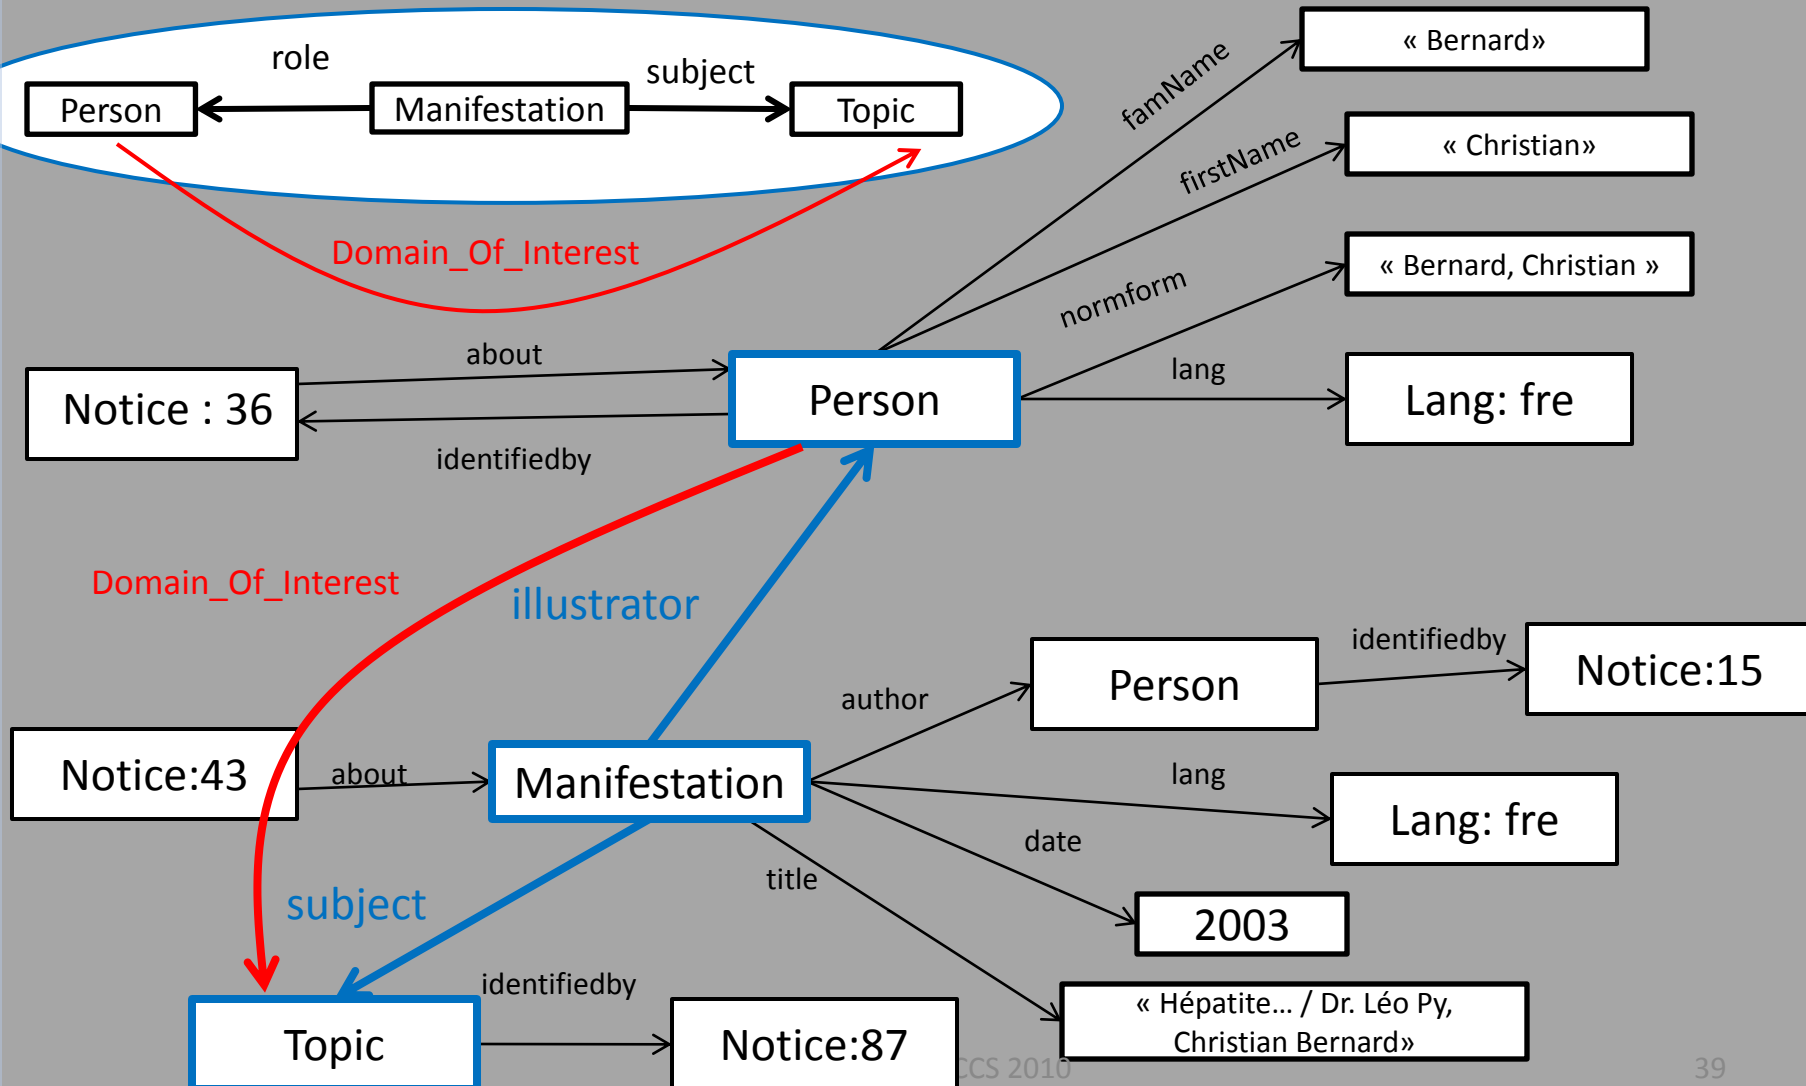 role
subject
Person
Manifestation
Topic
Domain_Of_Interest
famName
« Bernard»
firstName
« Christian»
normform
« Bernard, Christian »
about
Notice : 36
Person
lang
Lang: fre
identifiedby
Domain_Of_Interest
illustrator
author
Person
identifiedby
Notice:15
Notice:43
about
Manifestation
lang
Lang: fre
date
2003
title
« Hépatite... / Dr. Léo Py,
Christian Bernard»
subject
Topic
identifiedby
Notice:87
CCS 2010
39